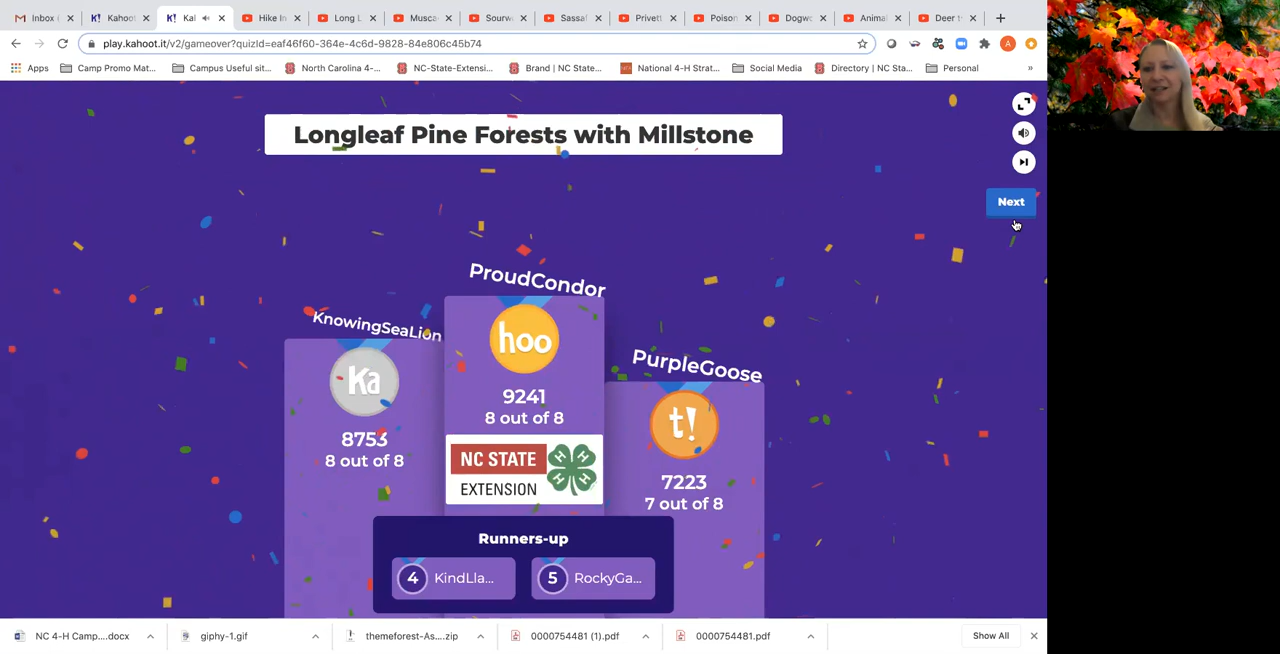 Inbox (
Kahoot
Kal
Hike In
Long L
Musca
Sourw
Sassaf
Privett
Poison
Dogwo
Animal
Deer t
play.kahoot.it/v2/gameover?quizId=eaf46f60-364e-4c6d-9828-84e806c45b74
A
Apps
Camp Promo Mat...
Campus Useful sit...
North Carolina 4-...
NC-State-Extensi...
Brand | NC State...
National 4-H Strat...
Social Media
Directory | NC Sta...
Personal
»
Longleaf Pine Forests with Millstone
Next
ProudCondor
KnowingSeaLion
PurpleGoose
hoo
Ka
t!
9241
8 out of 8
8753
8 out of 8
7223
7 out of 8
NC STATE
EXTENSION
H H H H
Runners-up
4 KindLla...
5 RockyGa...
NC 4-H Camp....docx
giphy-1.gif
themeforest-As....zip
0000754481 (1).pdf
0000754481.pdf
Show All